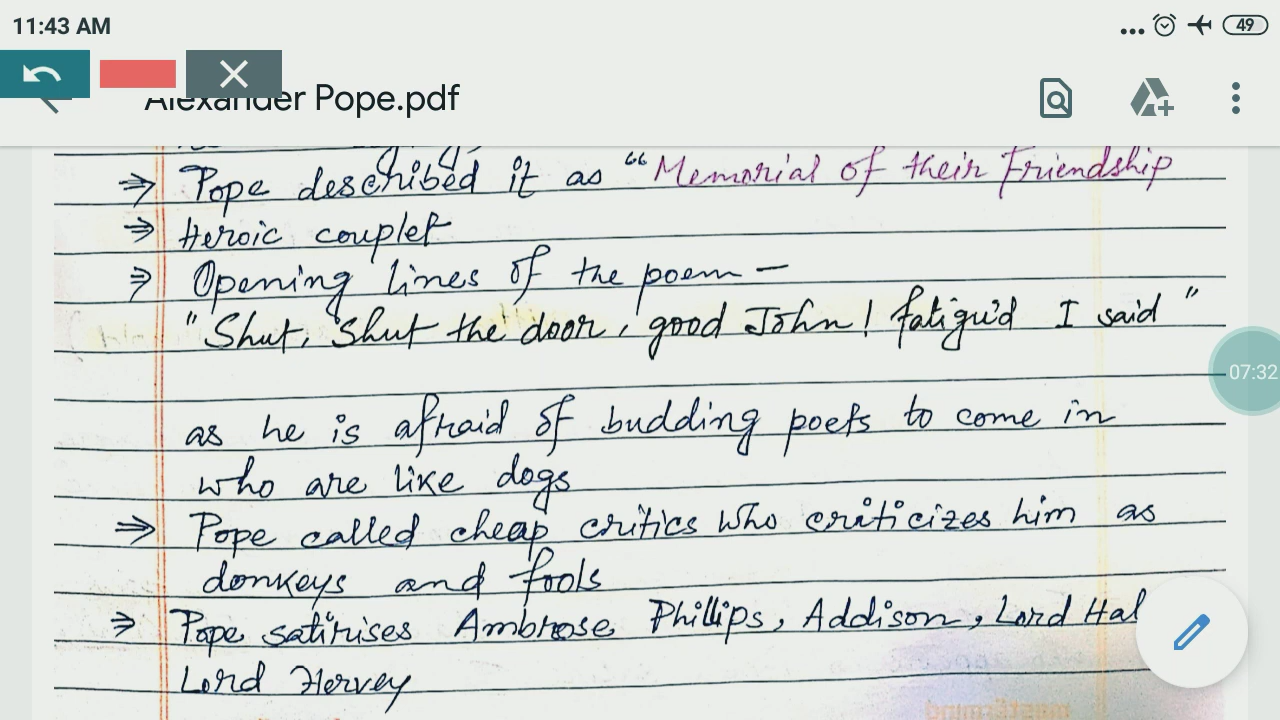 11:43 AM
49
Alexander Pope.pdf
⇒ Pope described it as "Memorial of their Friendship
⇒ Heroic couplet
⇒ Opening lines of the poem —
"Shut, Shut the door, good John! fatigu'd I said"
07:32
as he is afraid of budding poets to come in
who are like dogs
⇒ Pope called cheap critics who criticizes him as
donkeys and fools
⇒ Pope satirises Ambrose Phillips, Addison, Lord Hal
Lord Hervey